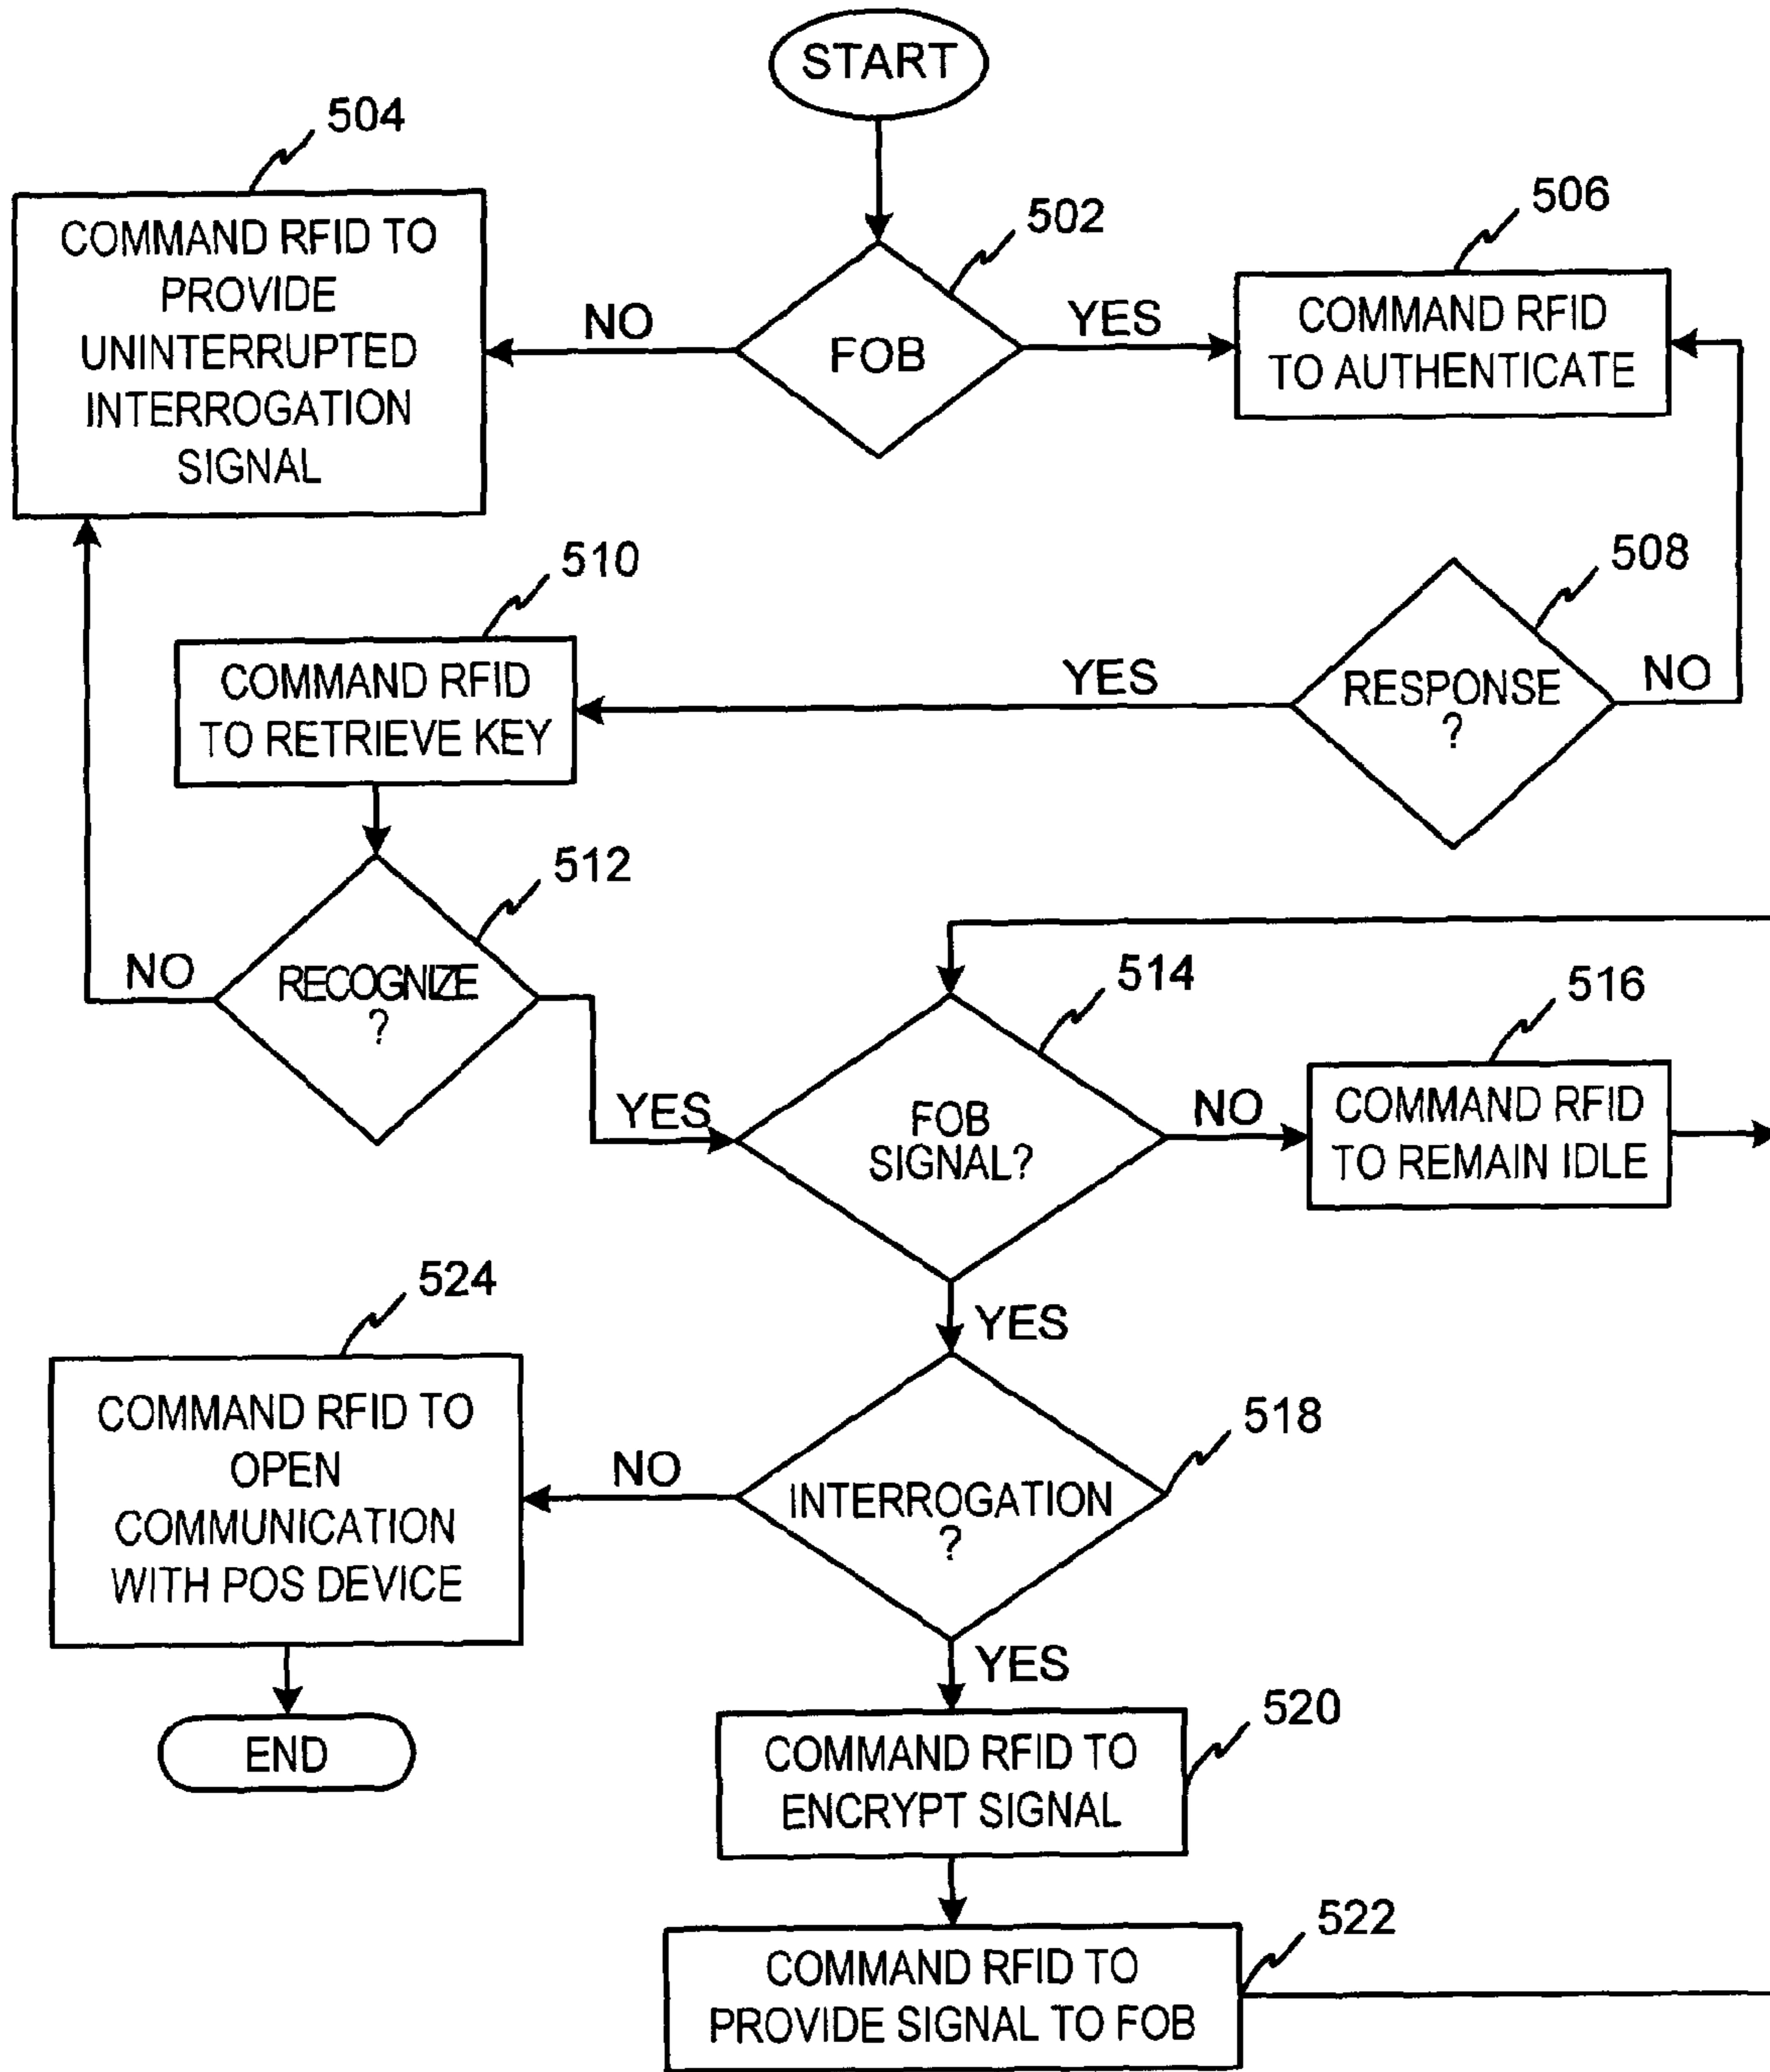 START
504
COMMAND RFID TO
PROVIDE
UNINTERRUPTED
INTERROGATION
SIGNAL
NO
502
FOB
YES
506
COMMAND RFID
TO AUTHENTICATE
510
COMMAND RFID
TO RETRIEVE KEY
YES
508
RESPONSE
?
NO
512
NO
RECOGNIZE
?
YES
514
FOB
SIGNAL?
NO
516
COMMAND RFID
TO REMAIN IDLE
YES
524
COMMAND RFID TO
OPEN
COMMUNICATION
WITH POS DEVICE
NO
518
INTERROGATION
?
YES
END
520
COMMAND RFID TO
ENCRYPT SIGNAL
522
COMMAND RFID TO
PROVIDE SIGNAL TO FOB